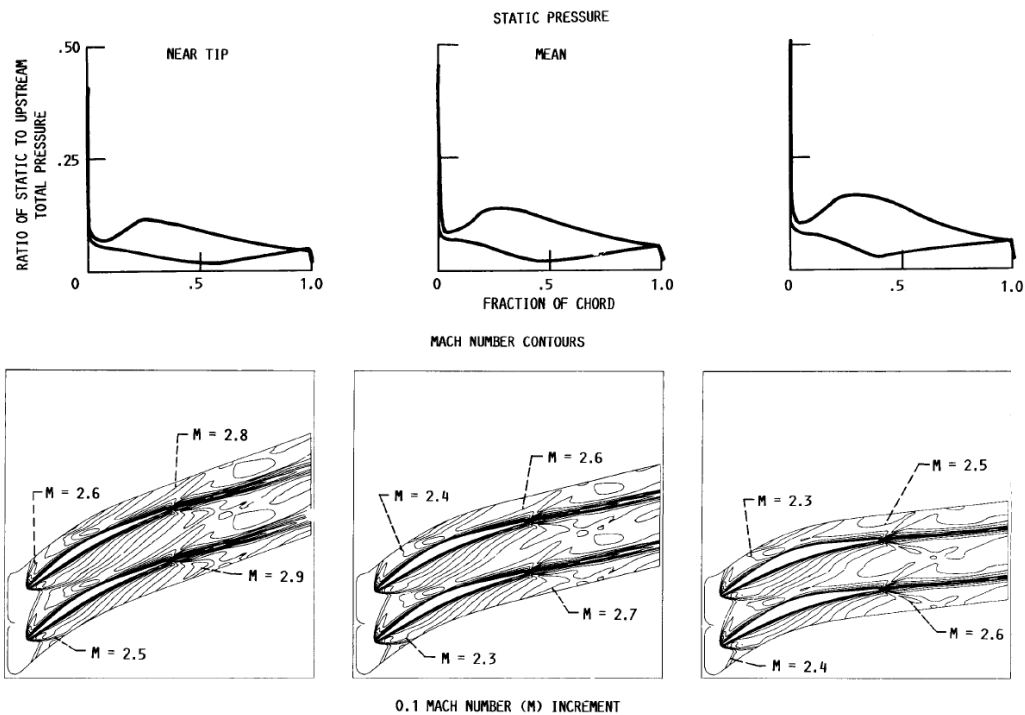 STATIC PRESSURE
NEAR TIP
MEAN
RATIO OF STATIC TO UPSTREAM
TOTAL PRESSURE
.50
.25
0
0
.5
1.0
0
.5
1.0
0
.5
1.0
FRACTION OF CHORD
MACH NUMBER CONTOURS
M = 2.8
M = 2.6
M = 2.9
M = 2.5
M = 2.6
M = 2.4
M = 2.7
M = 2.3
M = 2.5
M = 2.3
M = 2.6
M = 2.4
0.1 MACH NUMBER (M) INCREMENT